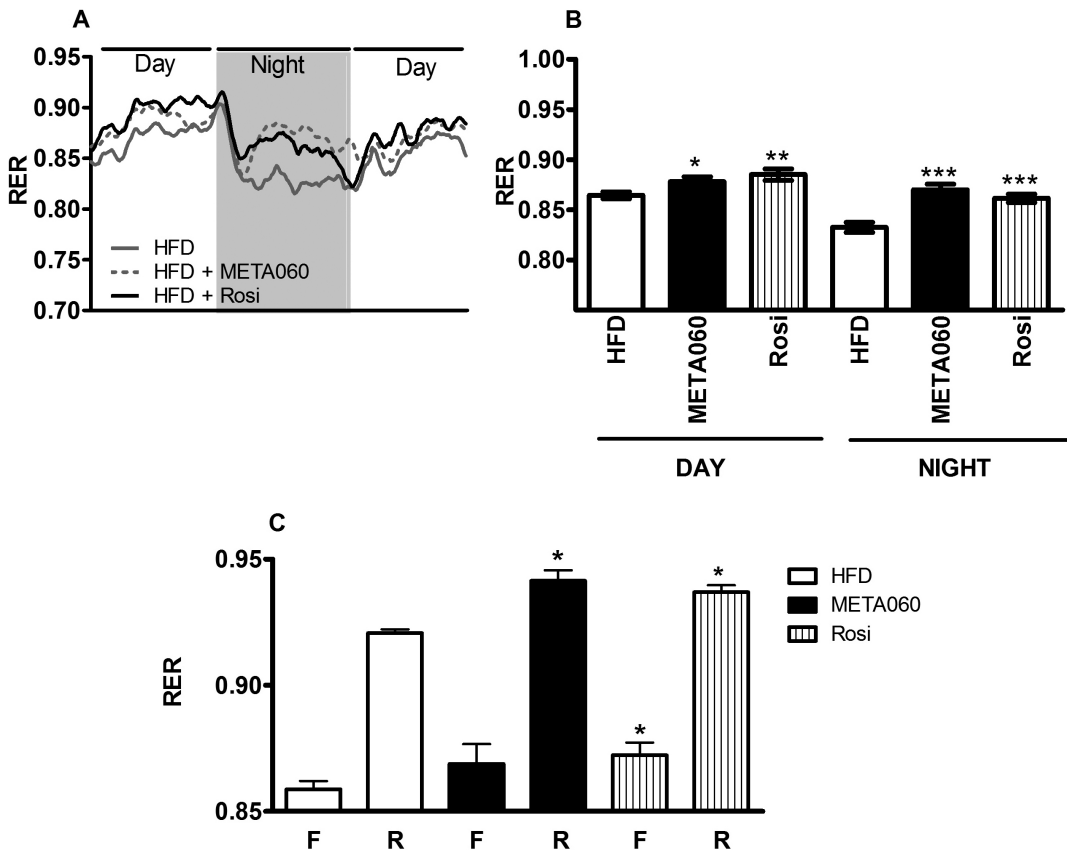 A
0.95
0.90
0.85
0.80
0.75
0.70
RER
Day
Night
Day
HFD
HFD + META060
HFD + Rosi
B
1.00
0.95
0.90
0.85
0.80
RER
*
**
***
***
HFD
META060
Rosi
HFD
META060
Rosi
DAY
NIGHT
C
0.95
0.90
0.85
RER
*
*
*
F
R
F
R
F
R
HFD
META060
Rosi